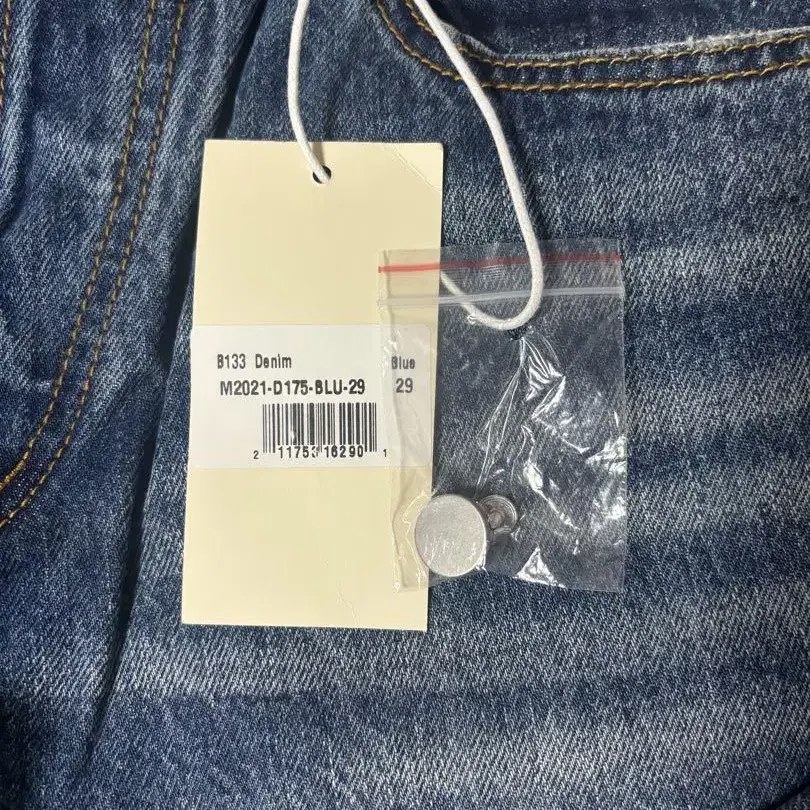 B133 Denim Blue
M2021-D175-BLU-29 29
2 11753 16290 1